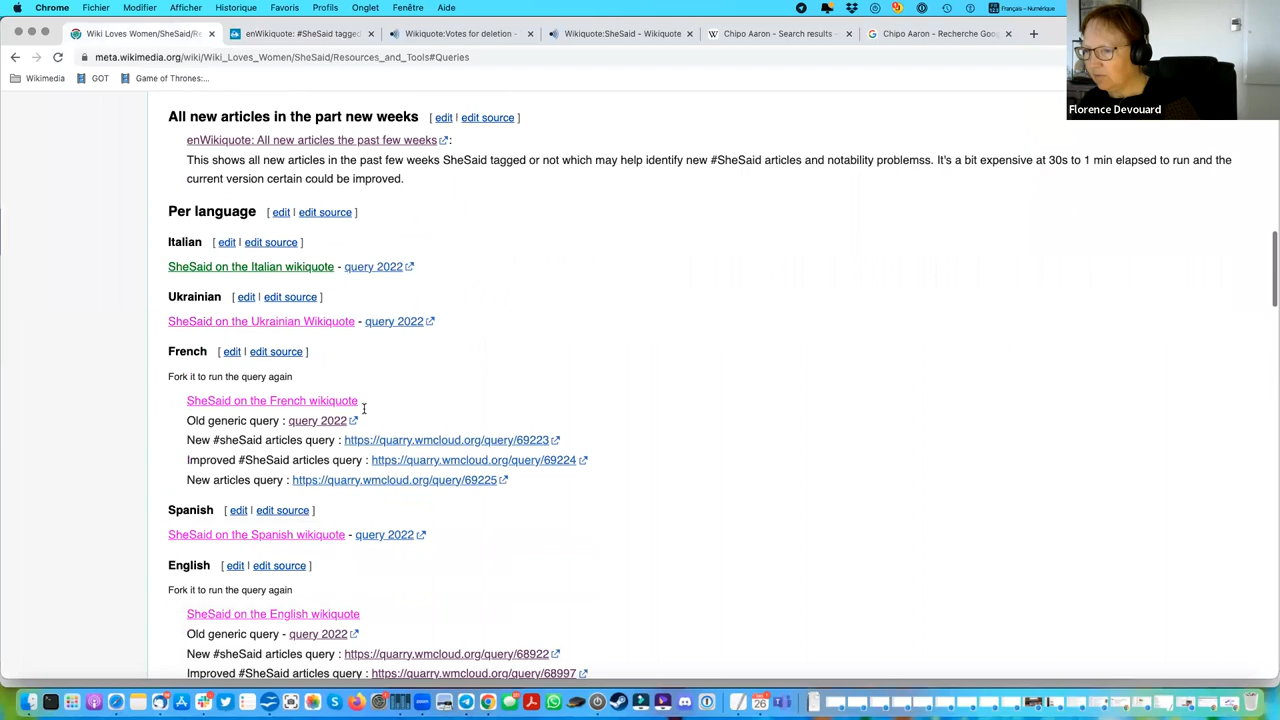 Chrome Fichier Modifier Afficher Historique Favoris Profils Onglet Fenêtre Aide
Français – Numérique
Wiki Loves Women/SheSaid/Re
enWikiquote: #SheSaid tagged
Wikiquote:Votes for deletion -
Wikiquote:SheSaid - Wikiquote
Chipo Aaron - Search results -
Chipo Aaron - Recherche Goo
meta.wikimedia.org/wiki/Wiki_Loves_Women/SheSaid/Resources_and_Tools#Queries
Wikimedia GOT Game of Thrones:...
Florence Devouard
All new articles in the part new weeks [ edit | edit source ]
enWikiquote: All new articles the past few weeks :
This shows all new articles in the past few weeks SheSaid tagged or not which may help identify new #SheSaid articles and notability problemss. It's a bit expensive at 30s to 1 min elapsed to run and the
current version certain could be improved.
Per language [ edit | edit source ]
Italian [ edit | edit source ]
SheSaid on the Italian wikiquote - query 2022
Ukrainian [ edit | edit source ]
SheSaid on the Ukrainian Wikiquote - query 2022
French [ edit | edit source ]
Fork it to run the query again
SheSaid on the French wikiquote
Old generic query : query 2022
New #sheSaid articles query : https://quarry.wmcloud.org/query/69223
Improved #SheSaid articles query : https://quarry.wmcloud.org/query/69224
New articles query : https://quarry.wmcloud.org/query/69225
Spanish [ edit | edit source ]
SheSaid on the Spanish wikiquote - query 2022
English [ edit | edit source ]
Fork it to run the query again
SheSaid on the English wikiquote
Old generic query - query 2022
New #sheSaid articles query : https://quarry.wmcloud.org/query/68922
Improved #SheSaid articles query : https://quarry.wmcloud.org/query/68997